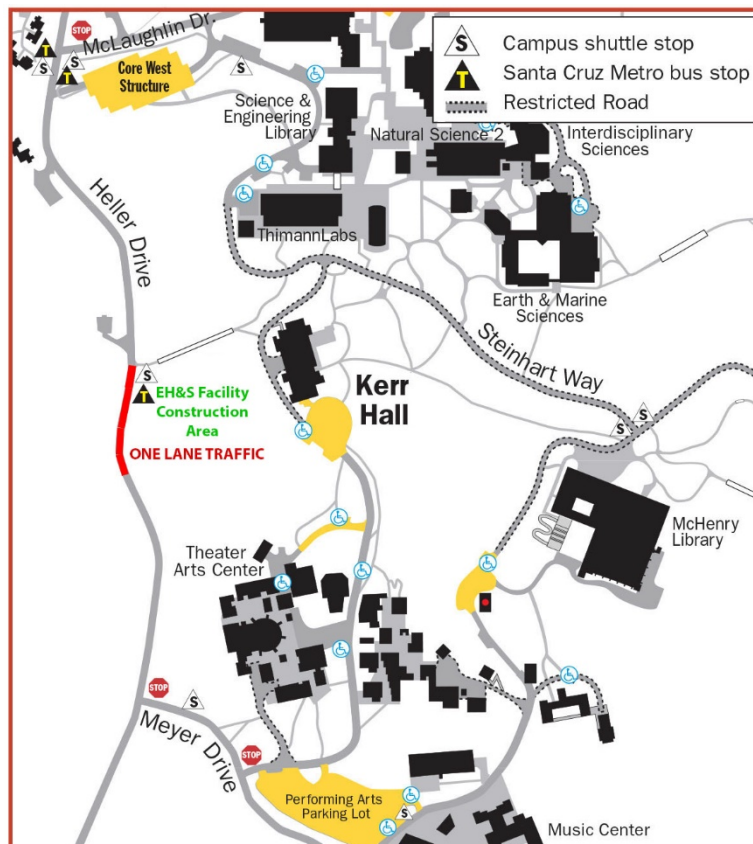 STOP
McLaughlin Dr.
T
S
S
T
S
Core West
Structure
S Campus shuttle stop
T Santa Cruz Metro bus stop
Restricted Road
Science &
Engineering
Library
Natural Science 2
Interdisciplinary
Sciences
Heller Drive
ThimannLabs
Earth & Marine
Sciences
Steinhart Way
S
T
EH&S Facility
Construction
Area
ONE LANE TRAFFIC
Kerr
Hall
S
S
McHenry
Library
Theater
Arts Center
STOP
S
Meyer Drive
STOP
Performing Arts
Parking Lot
S
Music Center